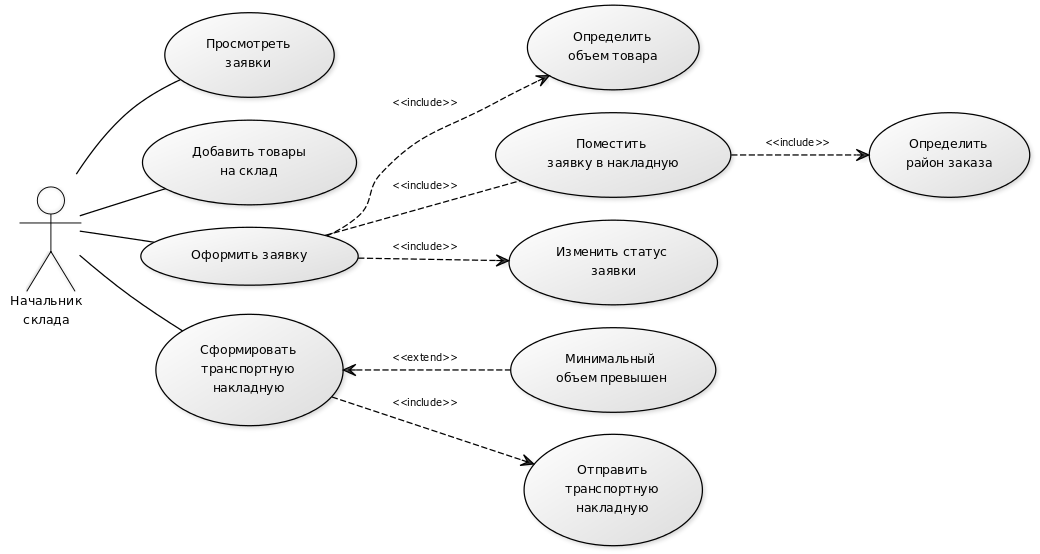 Просмотреть
заявки
Определить
объем товара
<<include>>
Добавить товары
на склад
Поместить
заявку в накладную
<<include>>
Определить
район заказа
<<include>>
Оформить заявку
<<include>>
Изменить статус
заявки
Начальник
склада
Сформировать
транспортную
накладную
<<extend>>
Минимальный
объем превышен
<<include>>
Отправить
транспортную
накладную